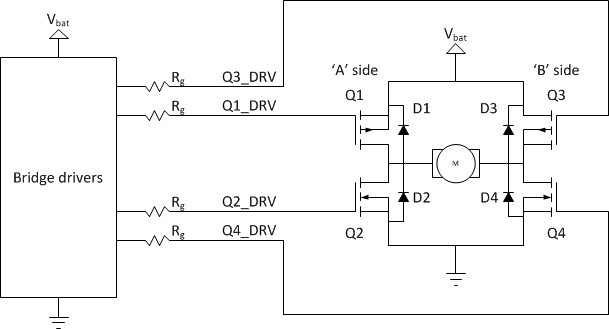 Vbat
Rg Q3_DRV
Rg Q1_DRV
Bridge drivers
Rg Q2_DRV
Rg Q4_DRV
Vbat
'A' side 'B' side
Q1 D1 D3 Q3
M
D2 D4
Q2 Q4